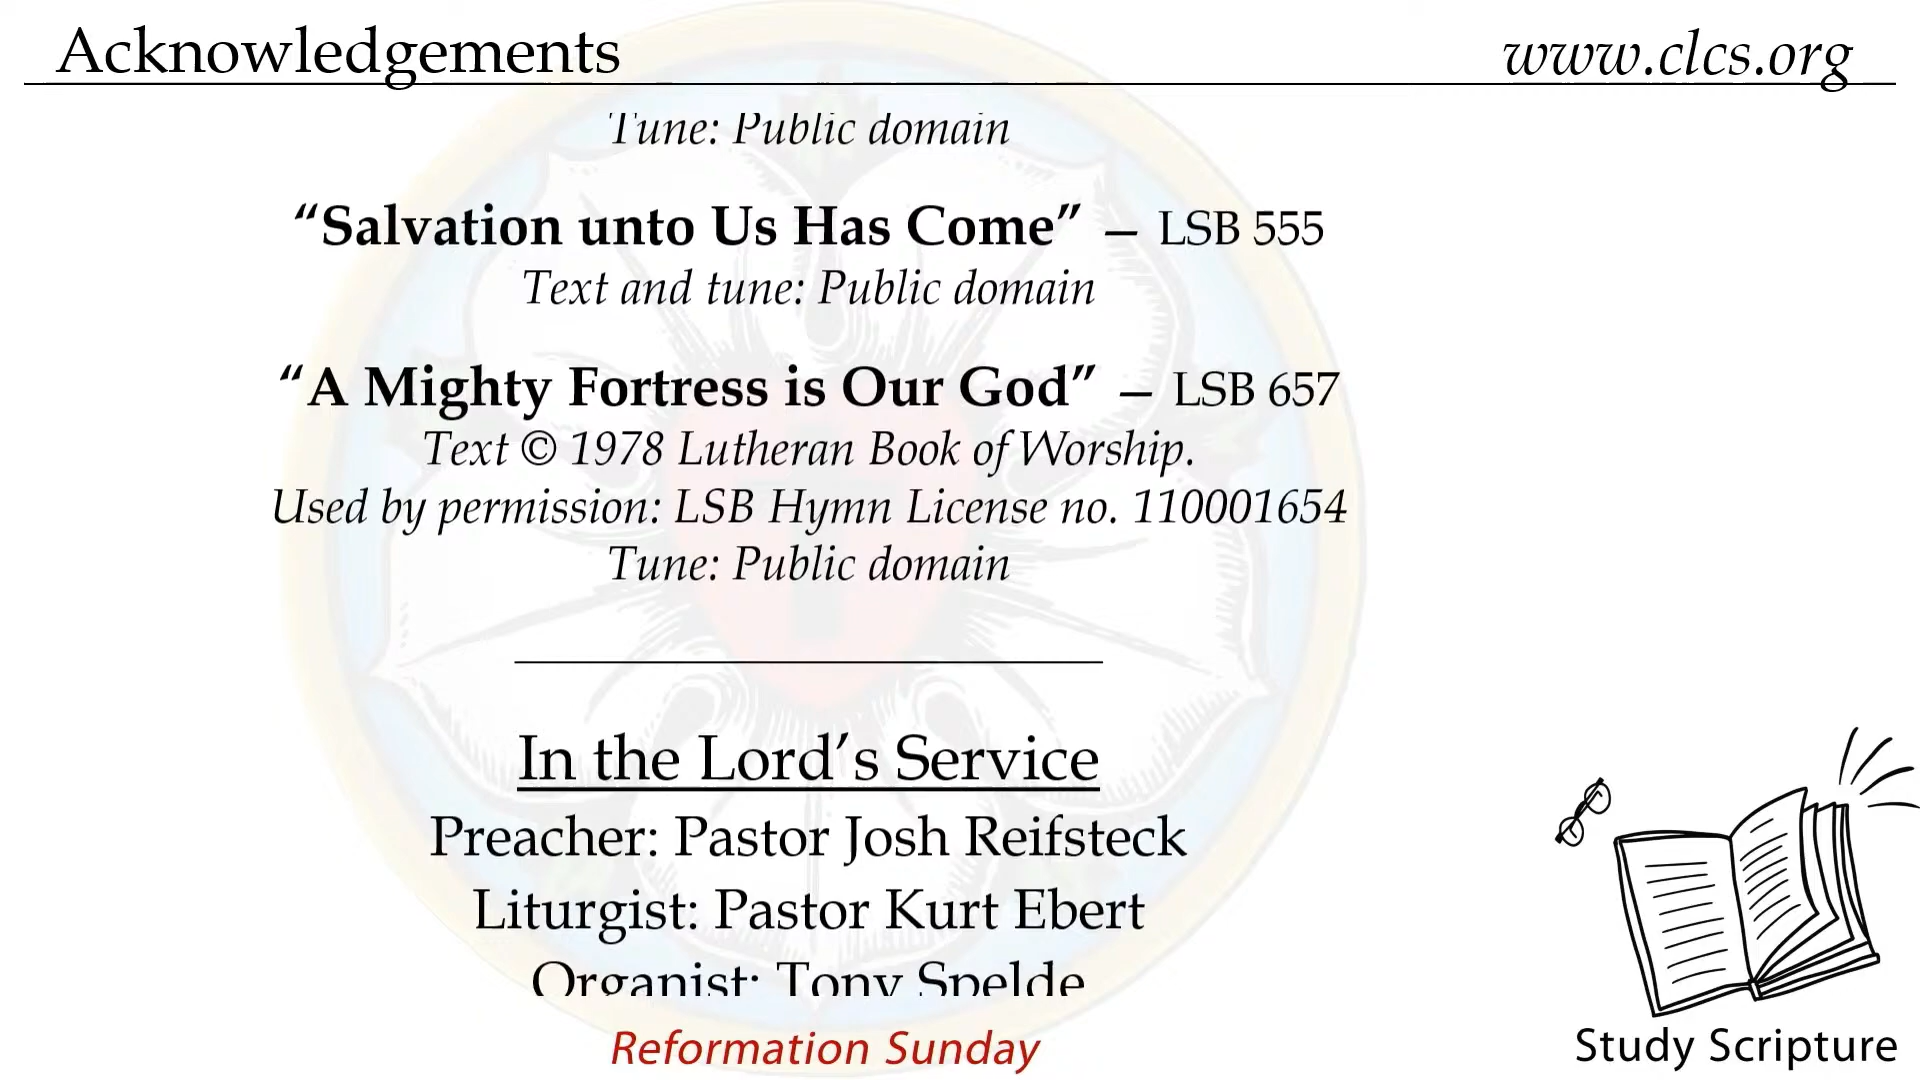 Acknowledgements
www.clcs.org
Tune: Public domain
“Salvation unto Us Has Come” – LSB 555
Text and tune: Public domain
“A Mighty Fortress is Our God” – LSB 657
Text © 1978 Lutheran Book of Worship.
Used by permission: LSB Hymn License no. 110001654
Tune: Public domain
In the Lord’s Service
Preacher: Pastor Josh Reifsteck
Liturgist: Pastor Kurt Ebert
Organist: Tony Spelde
Reformation Sunday
Study Scripture